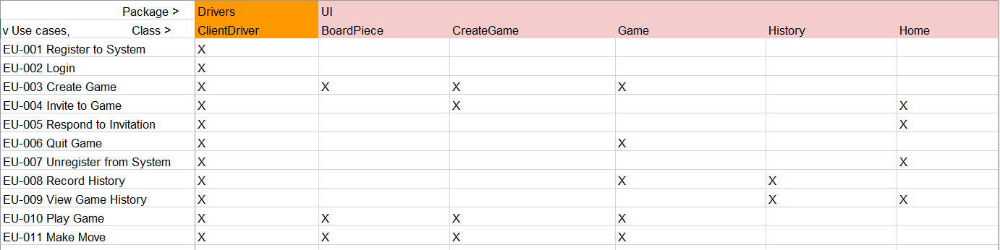 Package > Drivers UI
v Use cases, Class > ClientDriver BoardPiece CreateGame Game History Home
EU-001 Register to System X
EU-002 Login X
EU-003 Create Game X X X X
EU-004 Invite to Game X X X
EU-005 Respond to Invitation X X
EU-006 Quit Game X X
EU-007 Unregister from System X X
EU-008 Record History X X X
EU-009 View Game History X X X
EU-010 Play Game X X X X
EU-011 Make Move X X X X